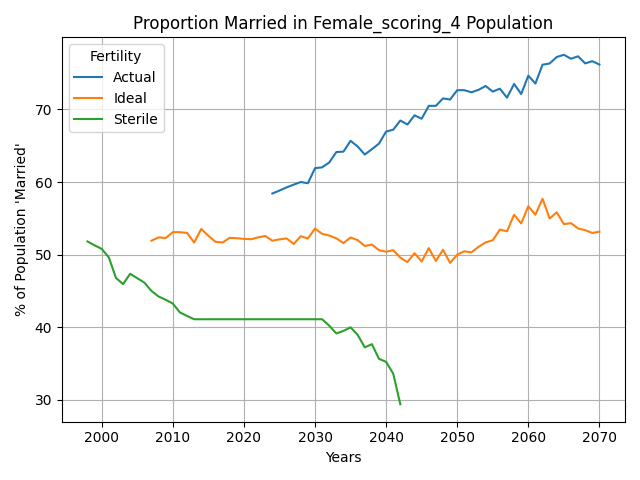 Proportion Married in Female_scoring_4 Population
Fertility
Actual
Ideal
Sterile
% of Population 'Married'
70
60
50
40
30
2000 2010 2020 2030 2040 2050 2060 2070
Years